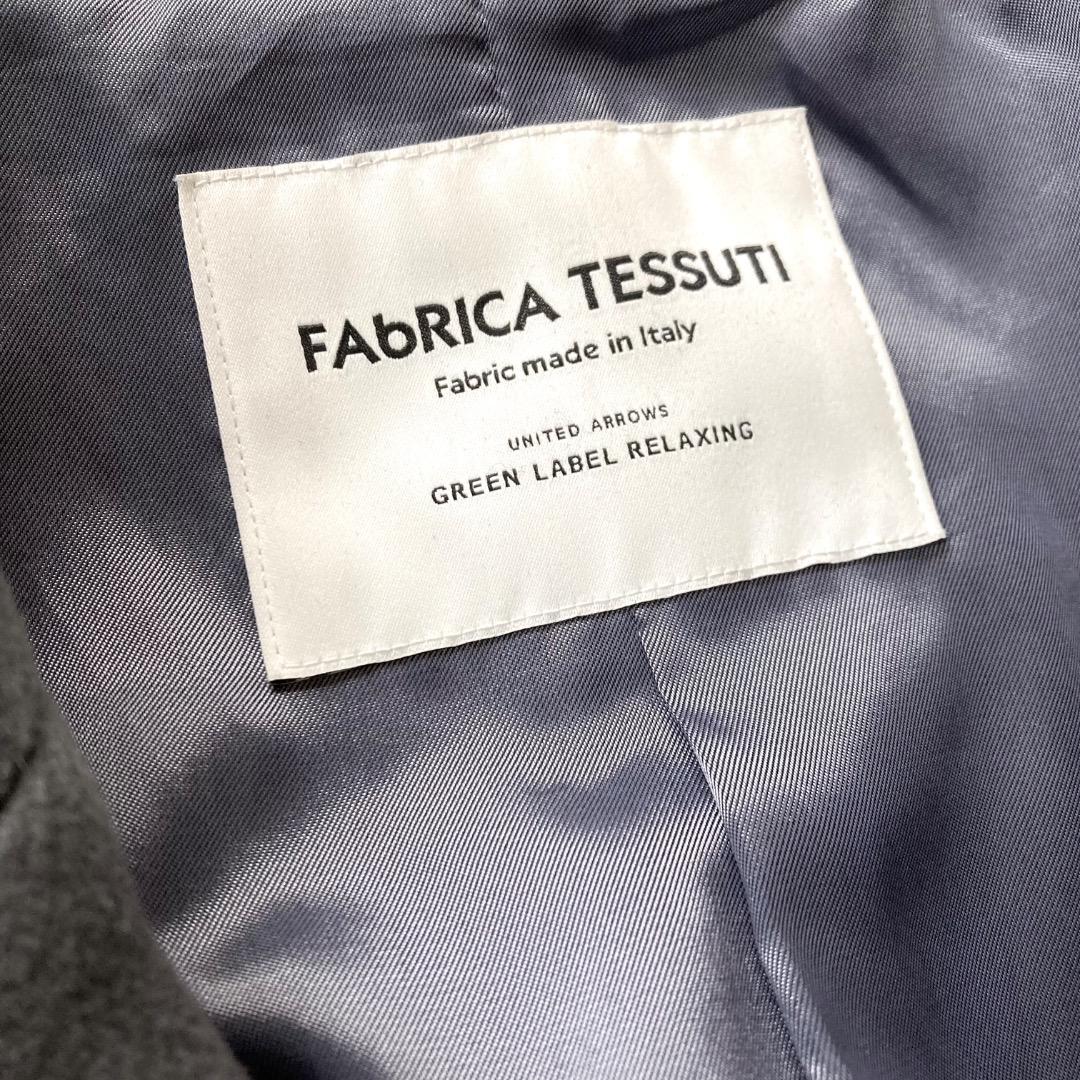 FAbRICA TESSUTI
Fabric made in Italy
UNITED ARROWS
GREEN LABEL RELAXING